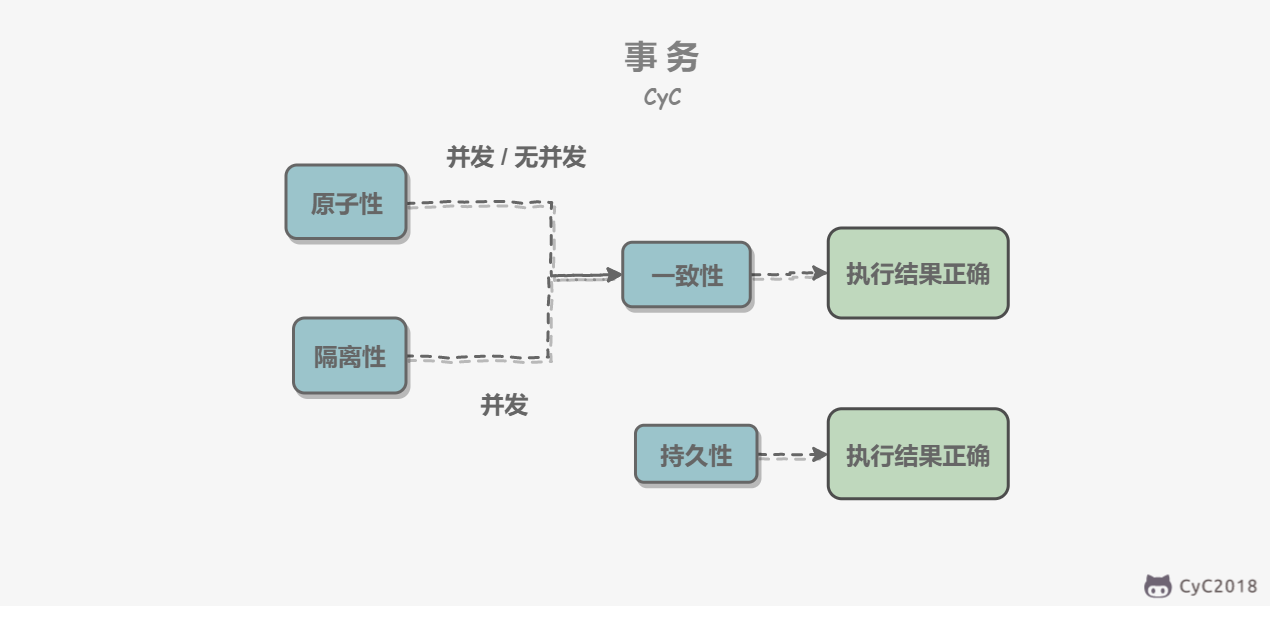 事 务
CyC
并发 / 无并发
原子性
一致性
执行结果正确
隔离性
并发
持久性
执行结果正确
CyC2018